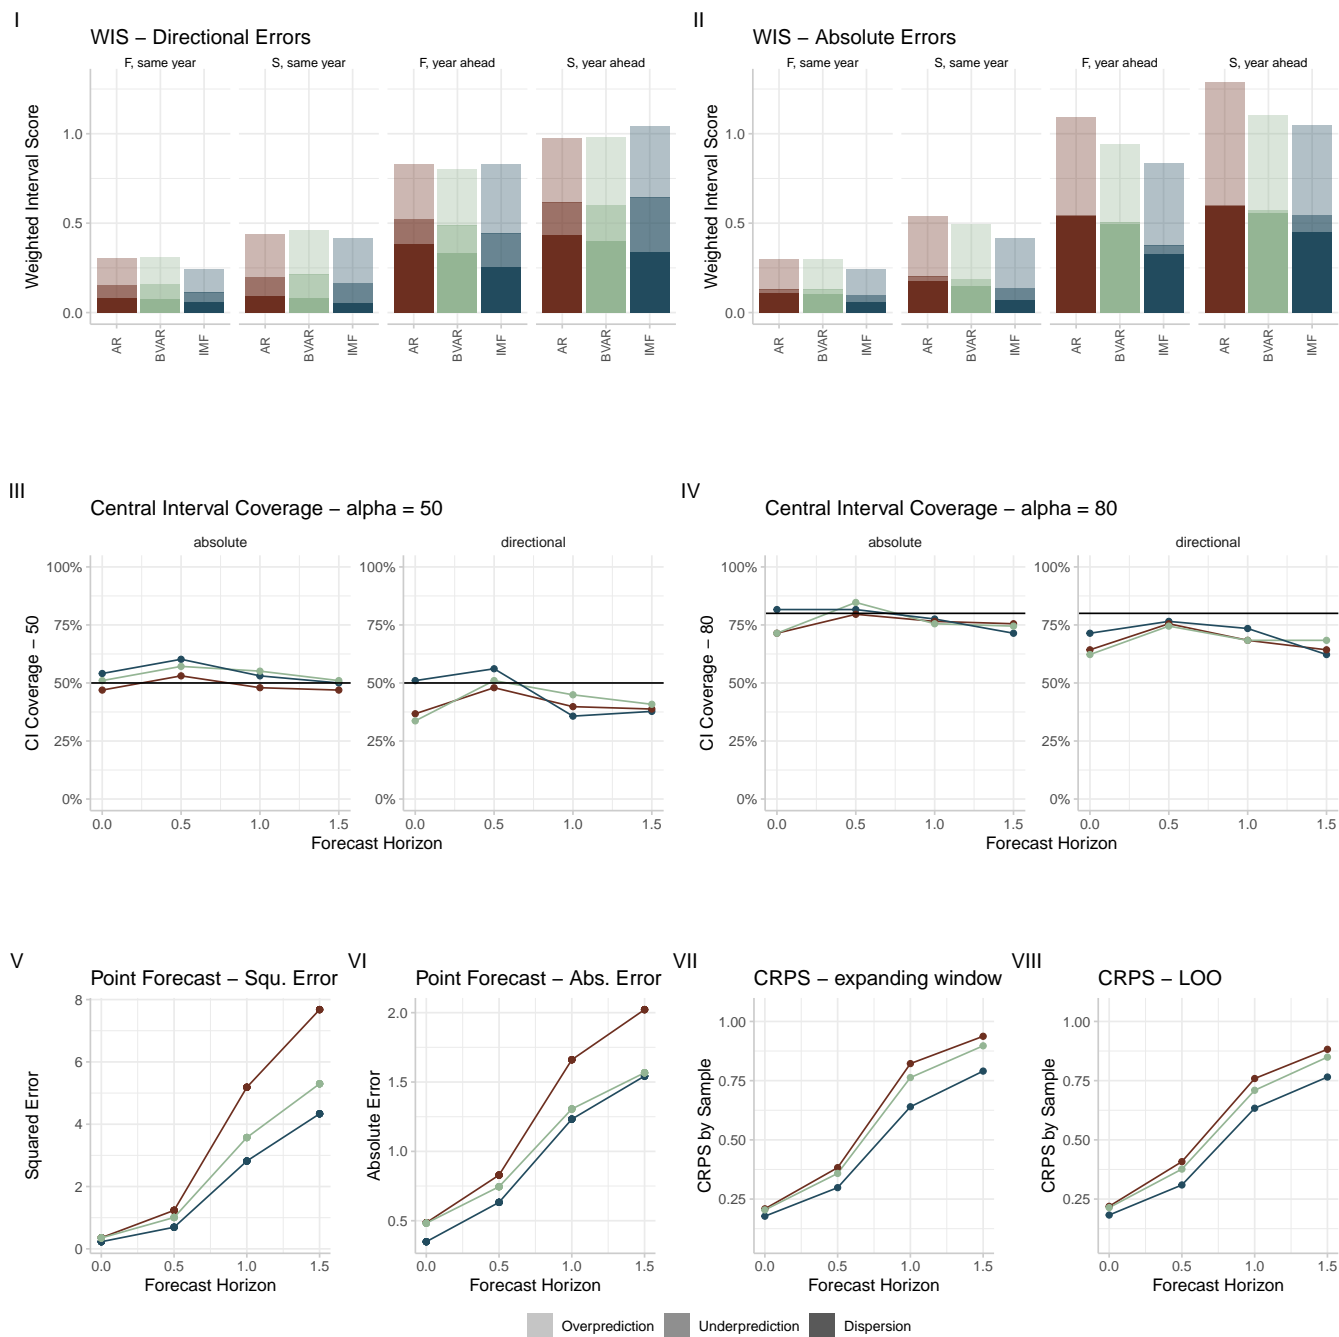 I
WIS – Directional Errors
F, same year
S, same year
F, year ahead
S, year ahead
Weighted Interval Score
1.0
0.5
0.0
AR
BVAR
IMF
AR
BVAR
IMF
AR
BVAR
IMF
AR
BVAR
IMF
II
WIS – Absolute Errors
F, same year
S, same year
F, year ahead
S, year ahead
Weighted Interval Score
1.0
0.5
0.0
AR
BVAR
IMF
AR
BVAR
IMF
AR
BVAR
IMF
AR
BVAR
IMF
III
Central Interval Coverage – alpha = 50
absolute
directional
CI Coverage – 50
100%
75%
50%
25%
0%
100%
75%
50%
25%
0%
0.0
0.5
1.0
1.5
0.0
0.5
1.0
1.5
Forecast Horizon
IV
Central Interval Coverage – alpha = 80
absolute
directional
CI Coverage – 80
100%
75%
50%
25%
0%
100%
75%
50%
25%
0%
0.0
0.5
1.0
1.5
0.0
0.5
1.0
1.5
Forecast Horizon
V
Point Forecast – Squ. Error
Squared Error
8
6
4
2
0
0.0
0.5
1.0
1.5
Forecast Horizon
VI
Point Forecast – Abs. Error
Absolute Error
2.0
1.5
1.0
0.5
0.0
0.5
1.0
1.5
Forecast Horizon
VII
CRPS – expanding window
CRPS by Sample
1.00
0.75
0.50
0.25
0.0
0.5
1.0
1.5
Forecast Horizon
VIII
CRPS – LOO
CRPS by Sample
1.00
0.75
0.50
0.25
0.0
0.5
1.0
1.5
Forecast Horizon
Overprediction
Underprediction
Dispersion